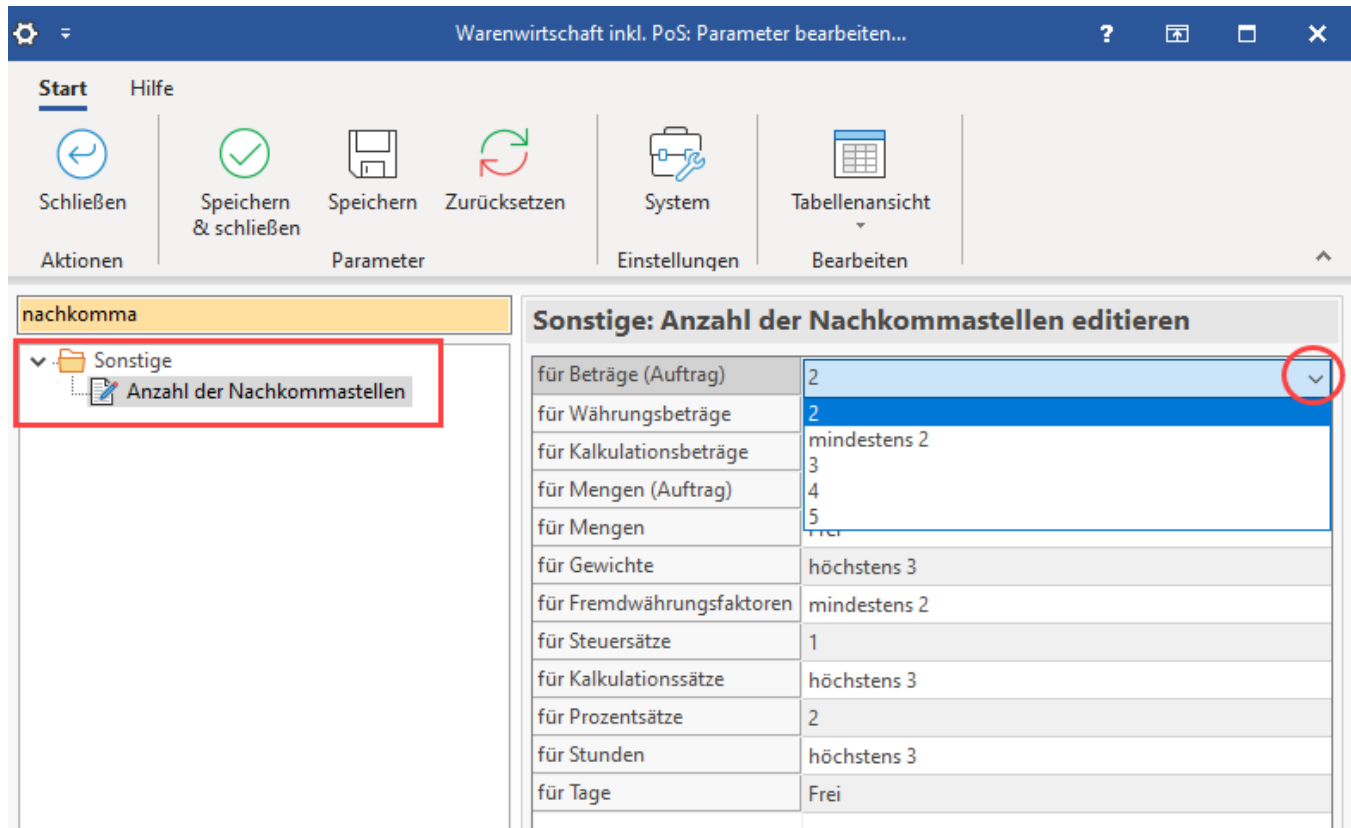 Warenwirtschaft inkl. PoS: Parameter bearbeiten...
?
Start Hilfe
Schließen
Speichern & schließen
Speichern
Zurücksetzen
System
Tabellenansicht
Aktionen
Parameter
Einstellungen
Bearbeiten
nachkomma
Sonstige
Anzahl der Nachkommastellen
Sonstige: Anzahl der Nachkommastellen editieren
für Beträge (Auftrag) 2
2
mindestens 2
3
4
5
für Währungsbeträge
für Kalkulationsbeträge
für Mengen (Auftrag)
für Mengen
für Gewichte höchstens 3
für Fremdwährungsfaktoren mindestens 2
für Steuersätze 1
für Kalkulationssätze höchstens 3
für Prozentsätze 2
für Stunden höchstens 3
für Tage Frei